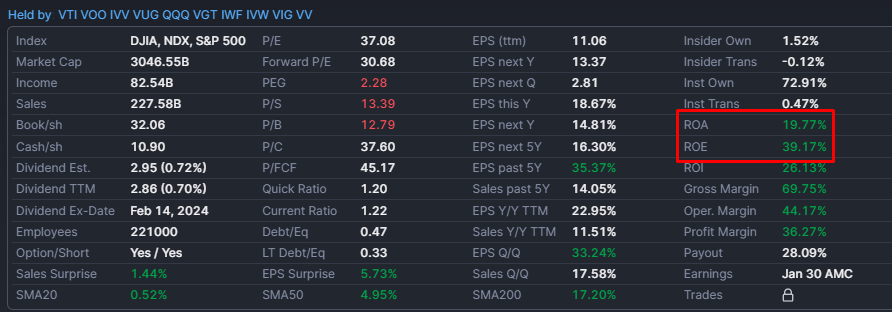 Held by VTI VOO IVV VUG QQQ VGT IWF IVW VIG VV
Index DJIA, NDX, S&P 500 P/E 37.08 EPS (ttm) 11.06 Insider Own 1.52%
Market Cap 3046.55B Forward P/E 30.68 EPS next Y 13.37 Insider Trans -0.12%
Income 82.54B PEG 2.28 EPS next Q 2.81 Inst Own 72.91%
Sales 227.58B P/S 13.39 EPS this Y 18.67% Inst Trans 0.47%
Book/sh 32.06 P/B 12.79 EPS next Y 14.81% ROA 19.77%
Cash/sh 10.90 P/C 37.60 EPS next 5Y 16.30% ROE 39.17%
Dividend Est. 2.95 (0.72%) P/FCF 45.17 EPS past 5Y 35.37% ROI 26.13%
Dividend TTM 2.86 (0.70%) Quick Ratio 1.20 Sales past 5Y 14.05% Gross Margin 69.75%
Dividend Ex-Date Feb 14, 2024 Current Ratio 1.22 EPS Y/Y TTM 22.95% Oper. Margin 44.17%
Employees 221000 Debt/Eq 0.47 Sales Y/Y TTM 11.51% Profit Margin 36.27%
Option/Short Yes / Yes LT Debt/Eq 0.33 EPS Q/Q 33.24% Payout 28.09%
Sales Surprise 1.44% EPS Surprise 5.73% Sales Q/Q 17.58% Earnings Jan 30 AMC
SMA20 0.52% SMA50 4.95% SMA200 17.20% Trades